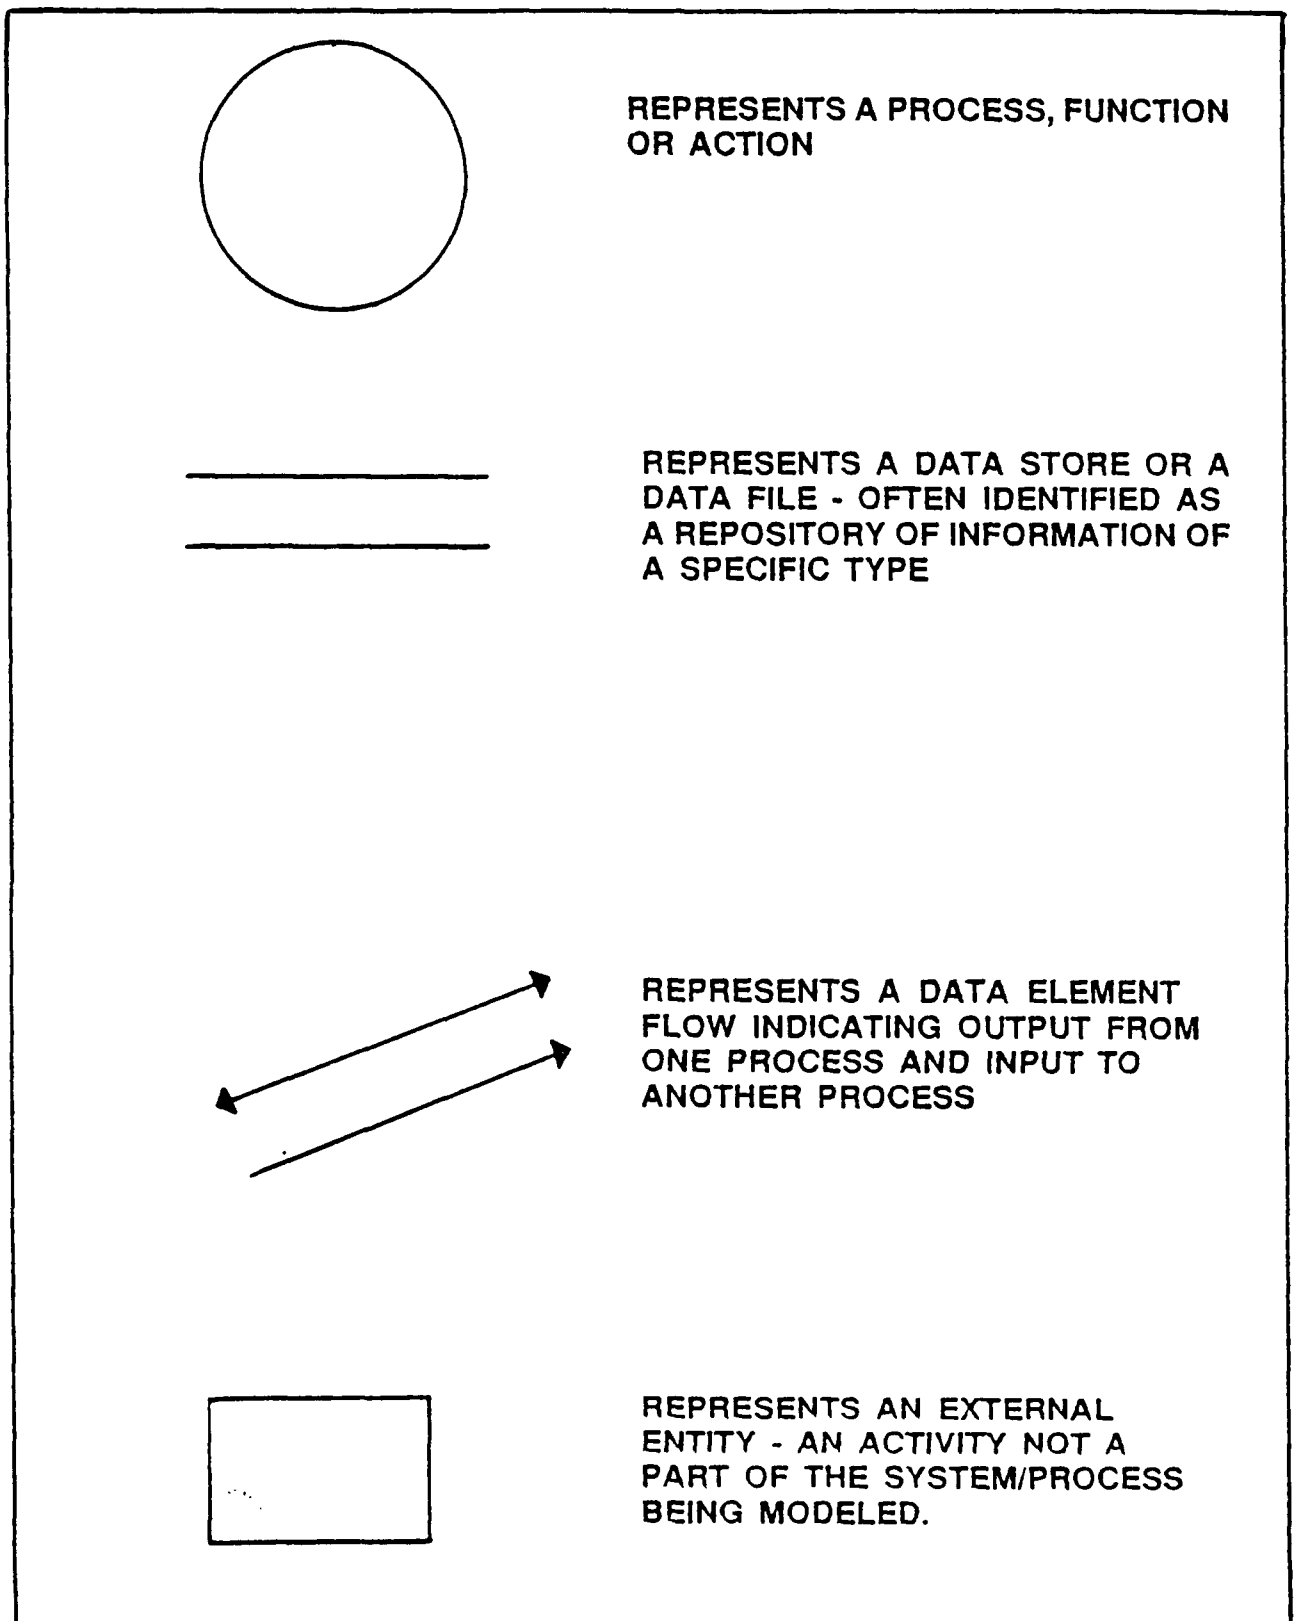 REPRESENTS A PROCESS, FUNCTION
OR ACTION
REPRESENTS A DATA STORE OR A
DATA FILE - OFTEN IDENTIFIED AS
A REPOSITORY OF INFORMATION OF
A SPECIFIC TYPE
REPRESENTS A DATA ELEMENT
FLOW INDICATING OUTPUT FROM
ONE PROCESS AND INPUT TO
ANOTHER PROCESS
REPRESENTS AN EXTERNAL
ENTITY - AN ACTIVITY NOT A
PART OF THE SYSTEM/PROCESS
BEING MODELED.